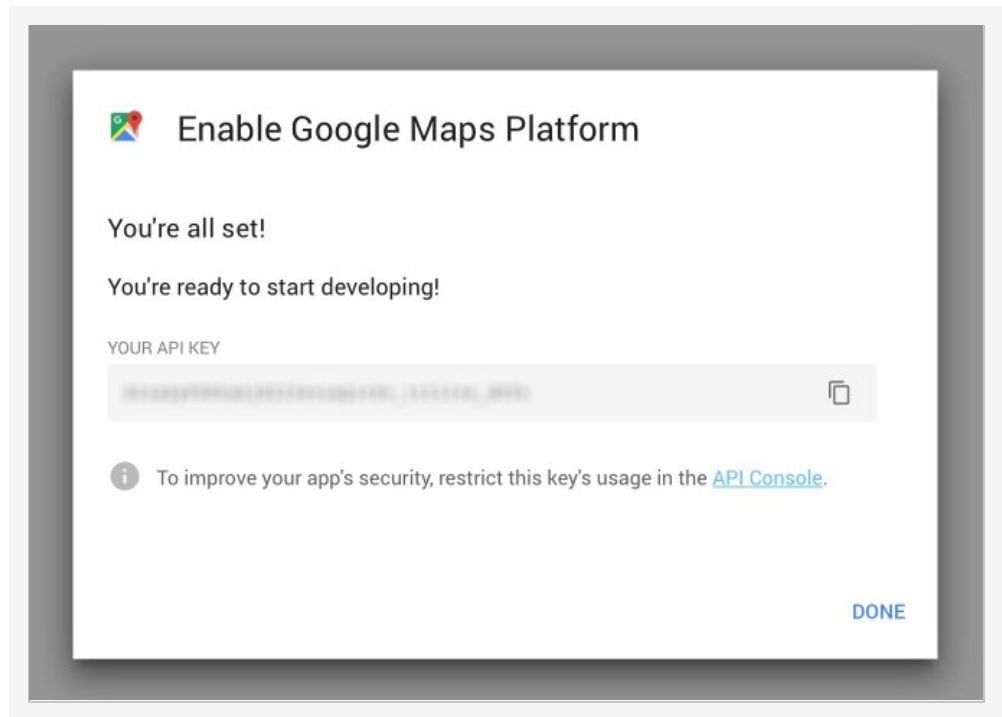 Enable Google Maps Platform
You're all set!
You're ready to start developing!
YOUR API KEY
To improve your app's security, restrict this key's usage in the API Console.
DONE